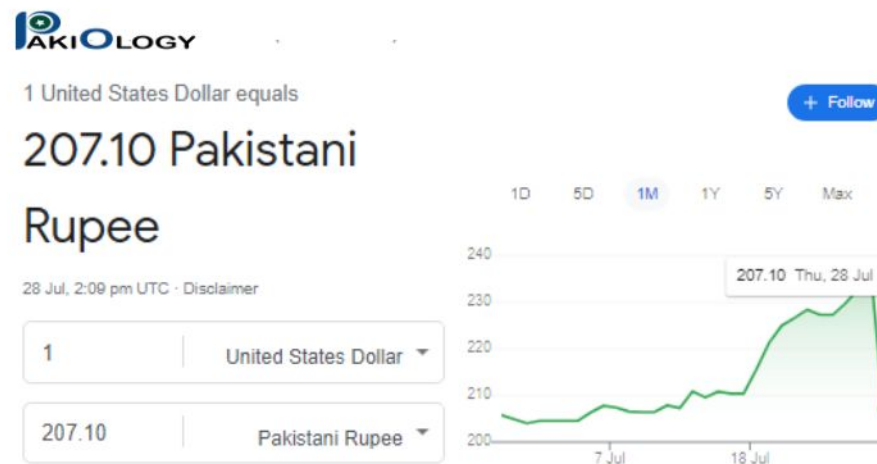 PAKIOLOGY
1 United States Dollar equals
+ Follow
207.10 Pakistani
Rupee
28 Jul, 2:09 pm UTC · Disclaimer
1 United States Dollar
207.10 Pakistani Rupee
1D 5D 1M 1Y 5Y Max
240
207.10 Thu, 28 Jul
230
220
210
200
7 Jul 18 Jul